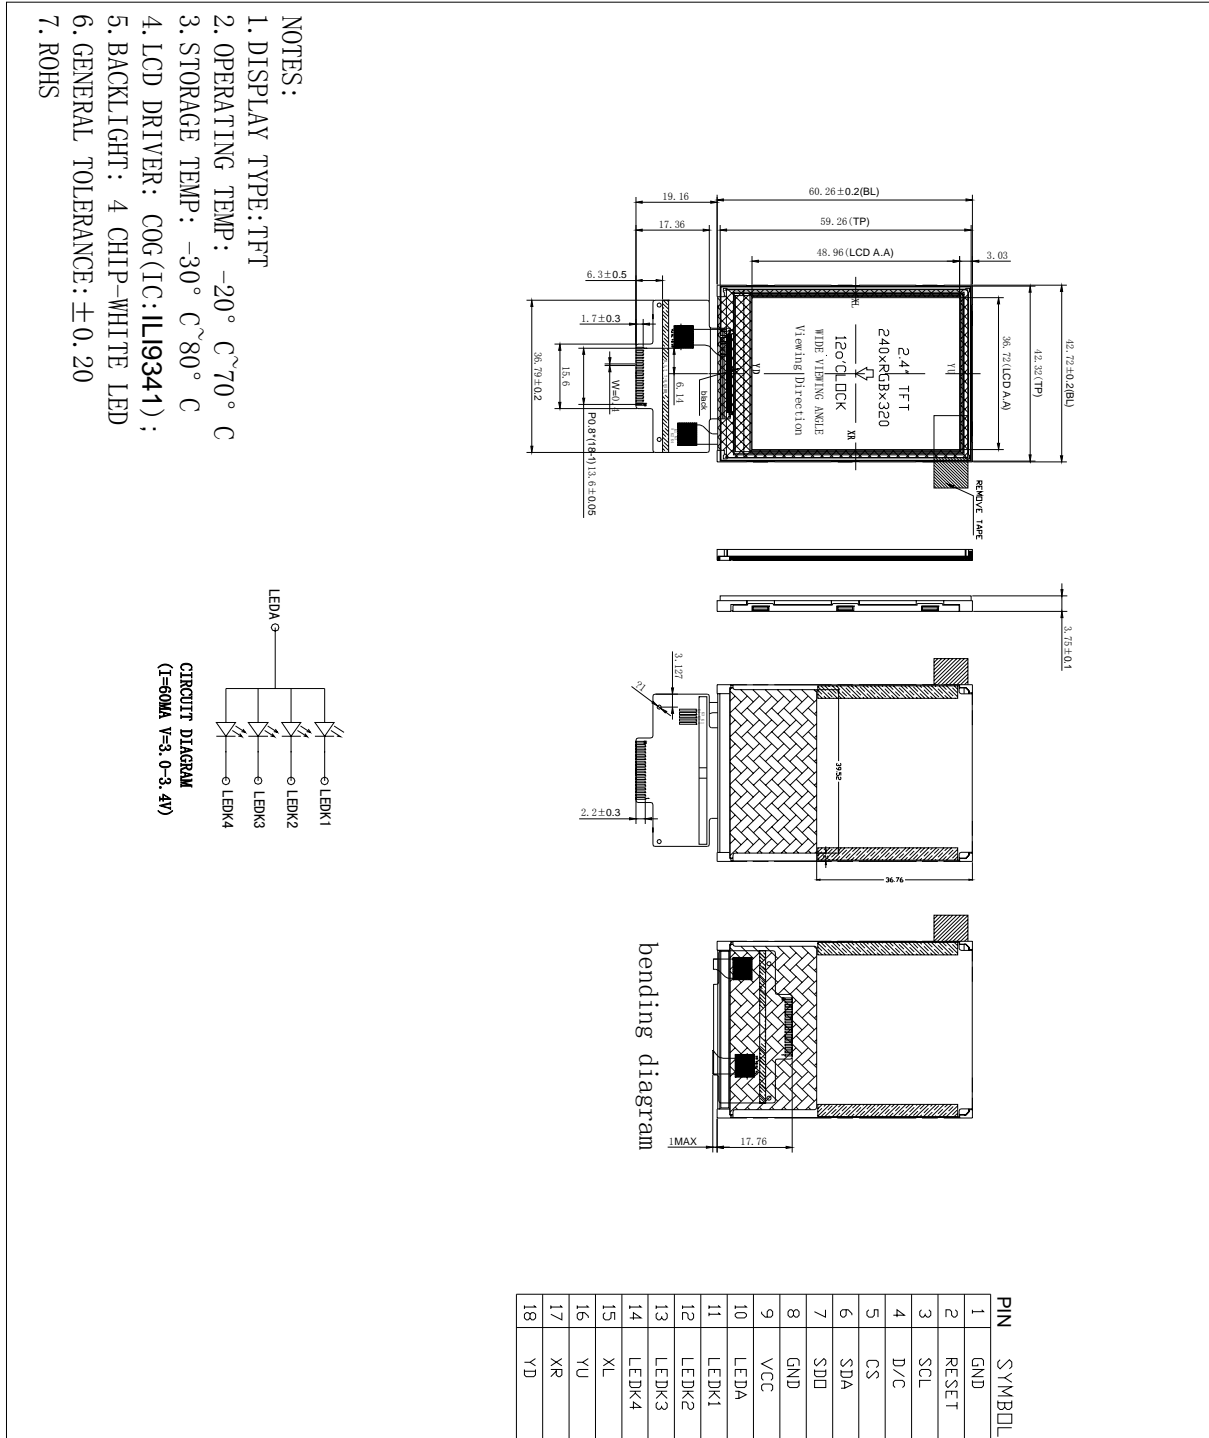 NOTES:
1.DISPLAY TYPE:TFT
2.OPERATING TEMP: -20° C~70° C
3.STORAGE TEMP: -30° C~80° C
4.LCD DRIVER: COG(IC:ILI9341);
5.BACKLIGHT: 4 CHIP-WHITE LED
6.GENERAL TOLERANCE:±0.20
7.ROHS
60.26±0.2(BL)
59.26(TP)
48.96(LCD A.A)
3.03
19.16
17.36
6.3±0.5
1.7±0.3
42.72±0.2(BL)
42.32(TP)
36.72(LCD A.A)
2.4" TFT
240xRGBx320
12o'CLOCK
WIDE VIEWING ANGLE
Viewing Direction
XL
YU
YD
XR
black
6.14
P0.8*(18-1)13.6±0.05
15.6
36.79±0.2
REMOVE TAPE
3.75±0.1
3.127
2.2±0.3
39.52
36.76
bending diagram
1MAX
17.76
LEDA
LEDK1
LEDK2
LEDK3
LEDK4
CIRCUIT DIAGRAM
(I=60MA V=3.0-3.4V)
PIN SYMBOL
1 GND
2 RESET
3 SCL
4 D/C
5 CS
6 SDA
7 SDO
8 GND
9 VCC
10 LEDA
11 LEDK1
12 LEDK2
13 LEDK3
14 LEDK4
15 XL
16 YU
17 XR
18 YD